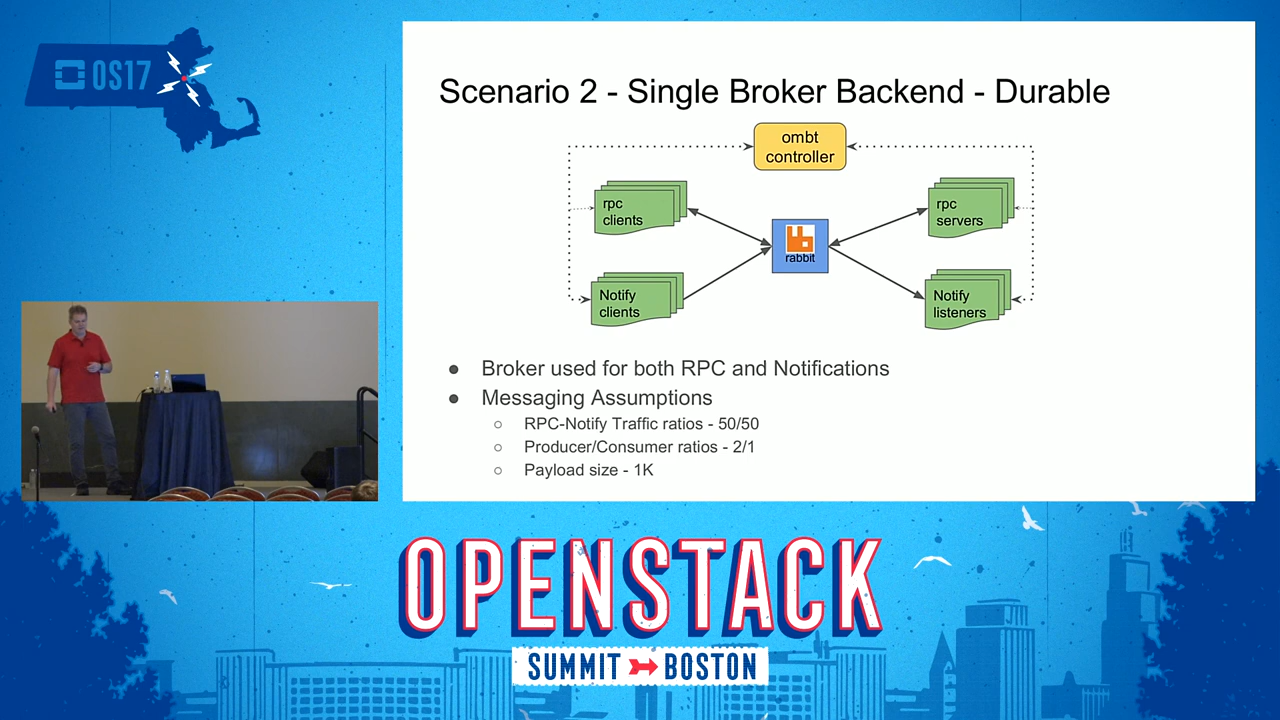 OS17
Scenario 2 - Single Broker Backend - Durable
ombt
controller
rpc
clients
rpc
servers
rabbit
Notify
clients
Notify
listeners
● Broker used for both RPC and Notifications
● Messaging Assumptions
○ RPC-Notify Traffic ratios - 50/50
○ Producer/Consumer ratios - 2/1
○ Payload size - 1K
OPENSTACK
SUMMIT BOSTON